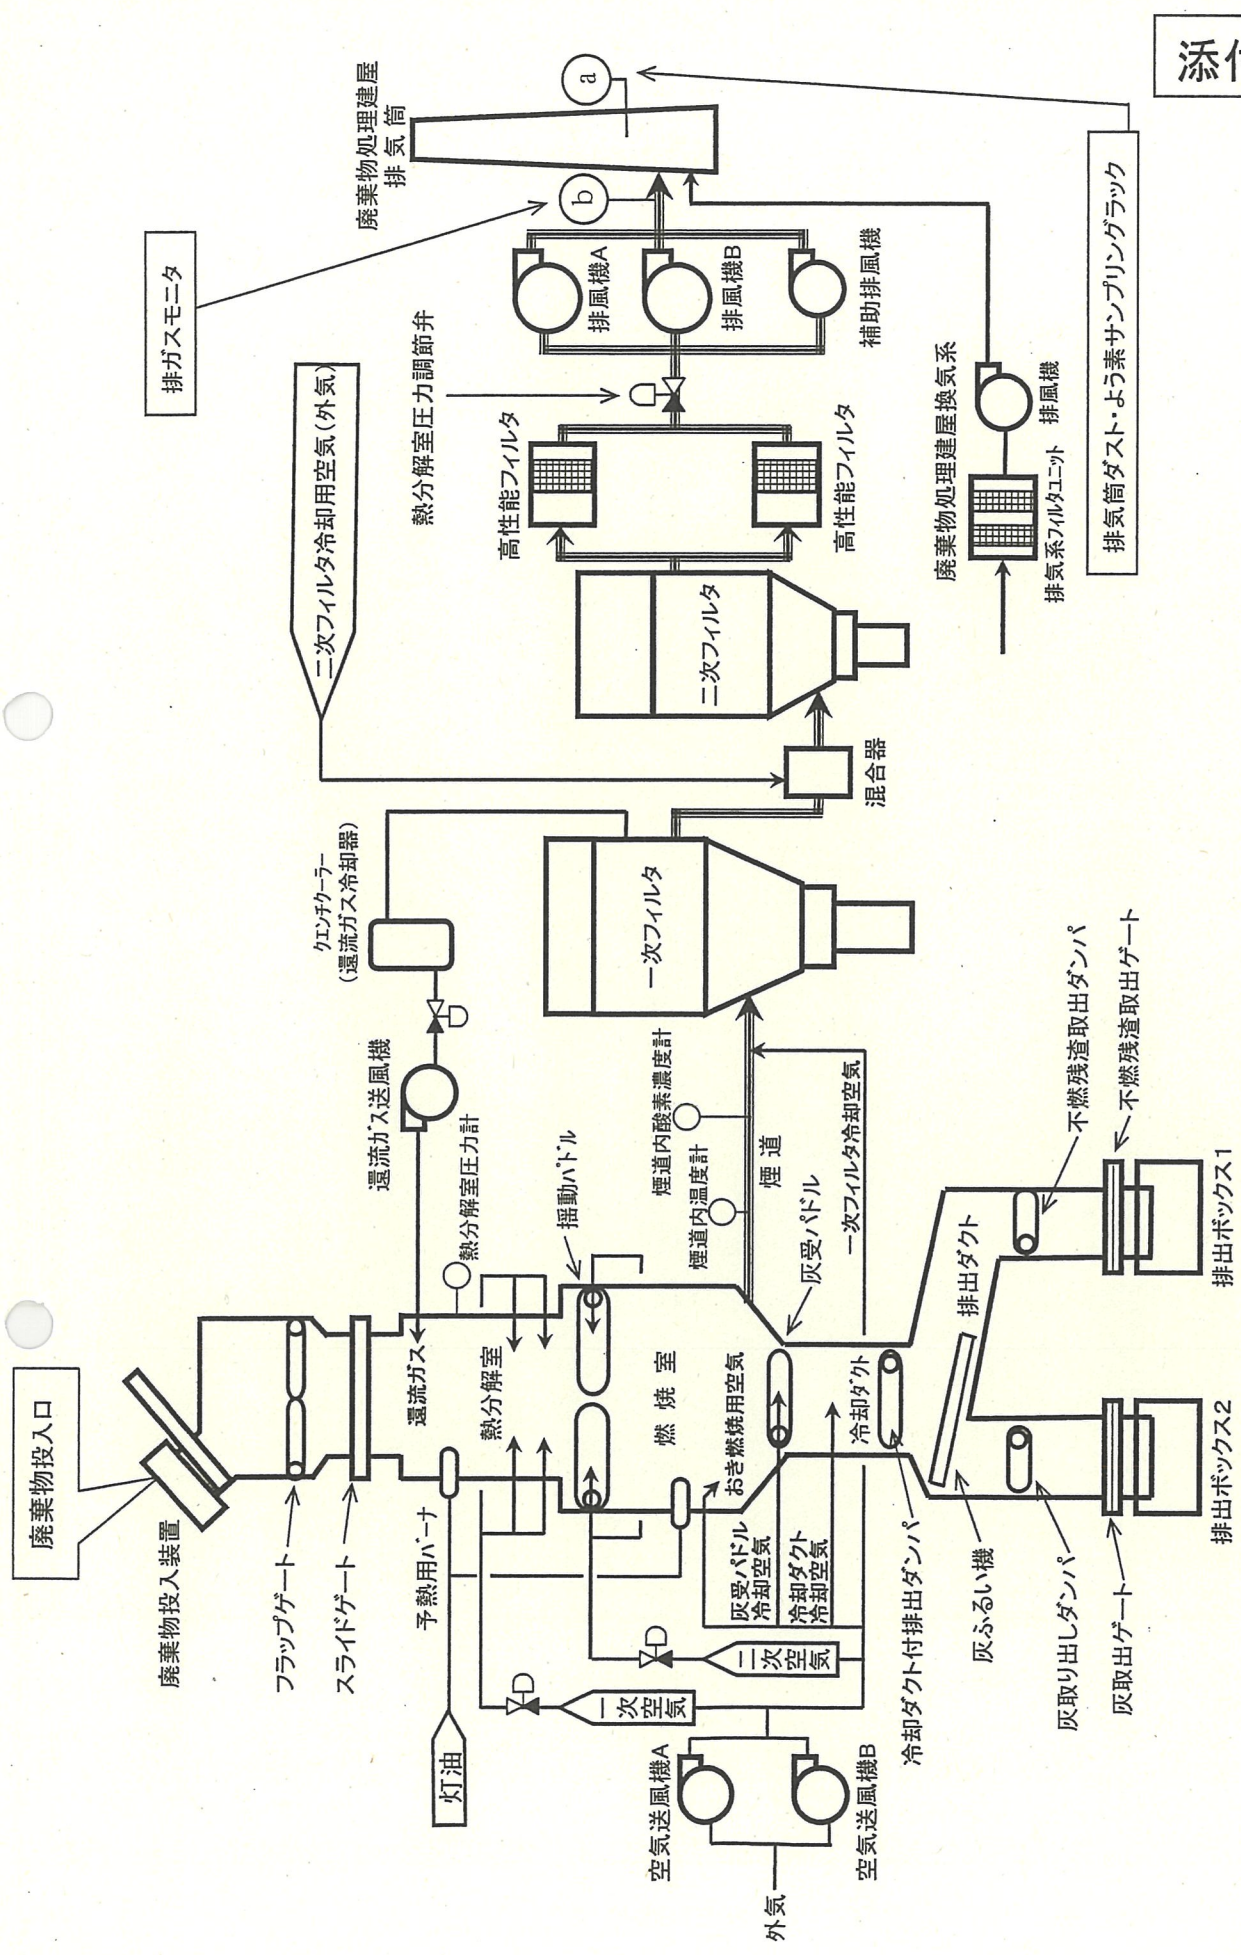 添付
廃棄物投入口
廃棄物投入装置
フラップゲート
スライドゲート
灯油
予熱用バーナ
還流ガス
熱分解室
熱分解室圧力計
揺動パドル
燃焼室
おき燃焼用空気
灰受パドル
冷却空気
冷却ダクト
冷却空気
一次
空気
二次
空気
空気送風機A
空気送風機B
外気
冷却ダクト
冷却ダクト付排出ダンパー
灰ふるい機
灰取り出しダンパー
灰取出ゲート
排出ボックス2
排出ダクト
排出ボックス1
不燃残渣取出ダンパ
不燃残渣取出ゲート
灰受パドル
一次フィルタ冷却空気
煙道
煙道内温度計
煙道内酸素濃度計
還流ガス送風機
クエンチクーラー
(還流ガス冷却器)
一次フィルタ
混合器
二次フィルタ冷却用空気(外気)
二次フィルタ
高性能フィルタ
高性能フィルタ
熱分解室圧力調節弁
排風機A
排風機B
補助排風機
排ガスモニタ
b
a
廃棄物処理建屋
排気筒
廃棄物処理建屋換気系
排気系フィルタユニット
排風機
排気筒ダスト・よう素サンプリングラック